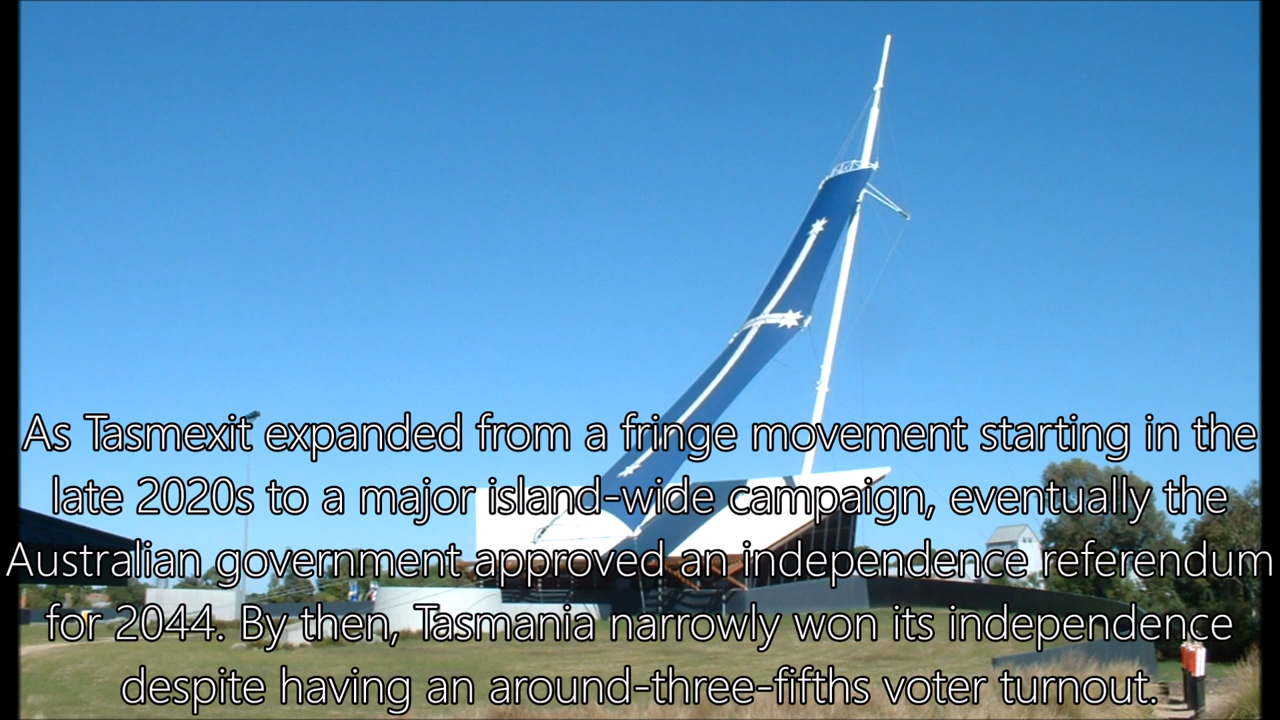 As Tasmexit expanded from a fringe movement starting in the
late 2020s to a major island-wide campaign, eventually the
Australian government approved an independence referendum
for 2044. By then, Tasmania narrowly won its independence
despite having an around-three-fifths voter turnout.